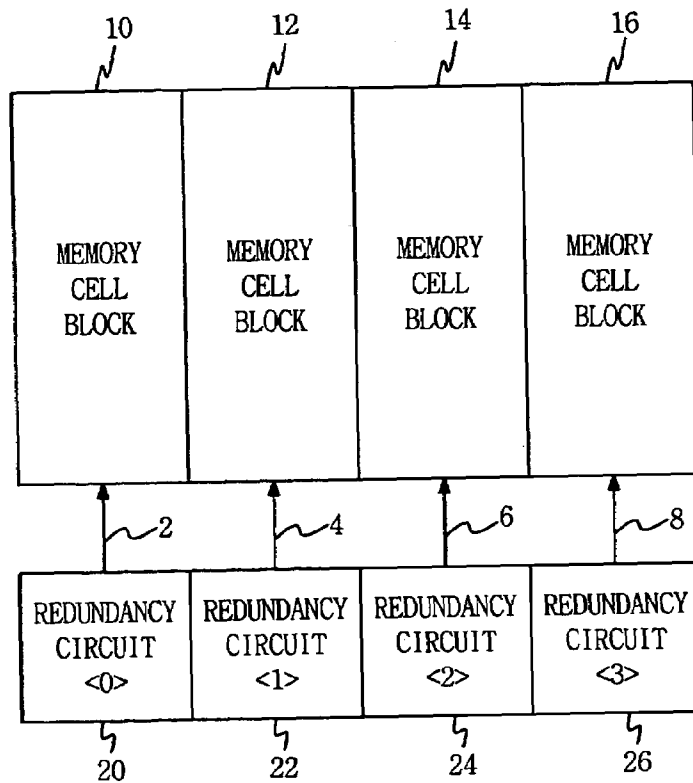 10 12 14 16
MEMORY MEMORY MEMORY MEMORY
CELL CELL CELL CELL
BLOCK BLOCK BLOCK BLOCK
2 4 6 8
REDUNDANCY REDUNDANCY REDUNDANCY REDUNDANCY
CIRCUIT CIRCUIT CIRCUIT CIRCUIT
<0> <1> <2> <3>
20 22 24 26